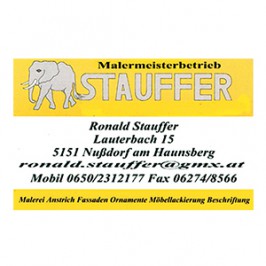 Malermeisterbetrieb
STAUFFER
Ronald Stauffer
Lauterbach 15
5151 Nußdorf am Haunsberg
ronald.stauffer@gmx.at
Mobil 0650/2312177 Fax 06274/8566
Malerei Anstrich Fassaden Ornamente Möbellackierung Beschriftung